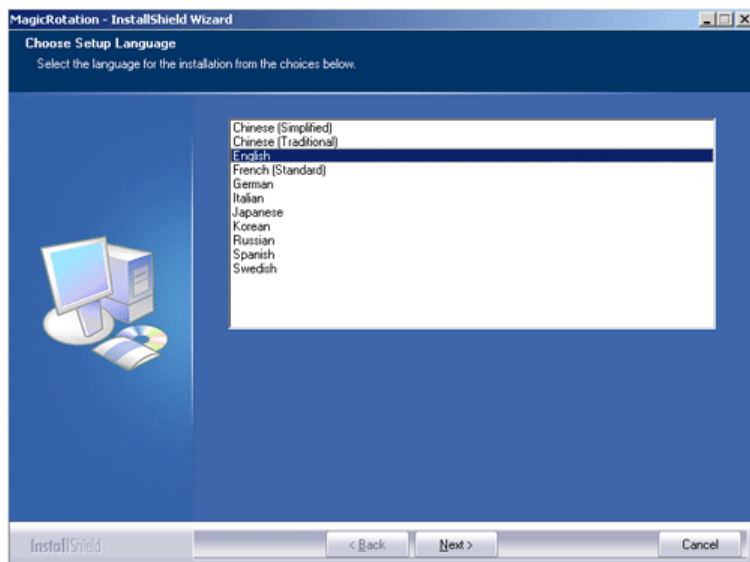 MagicRotation - InstallShield Wizard
Choose Setup Language
Select the language for the installation from the choices below.
Chinese (Simplified)
Chinese (Traditional)
English
French (Standard)
German
Italian
Japanese
Korean
Russian
Spanish
Swedish
InstallShield
< Back
Next >
Cancel